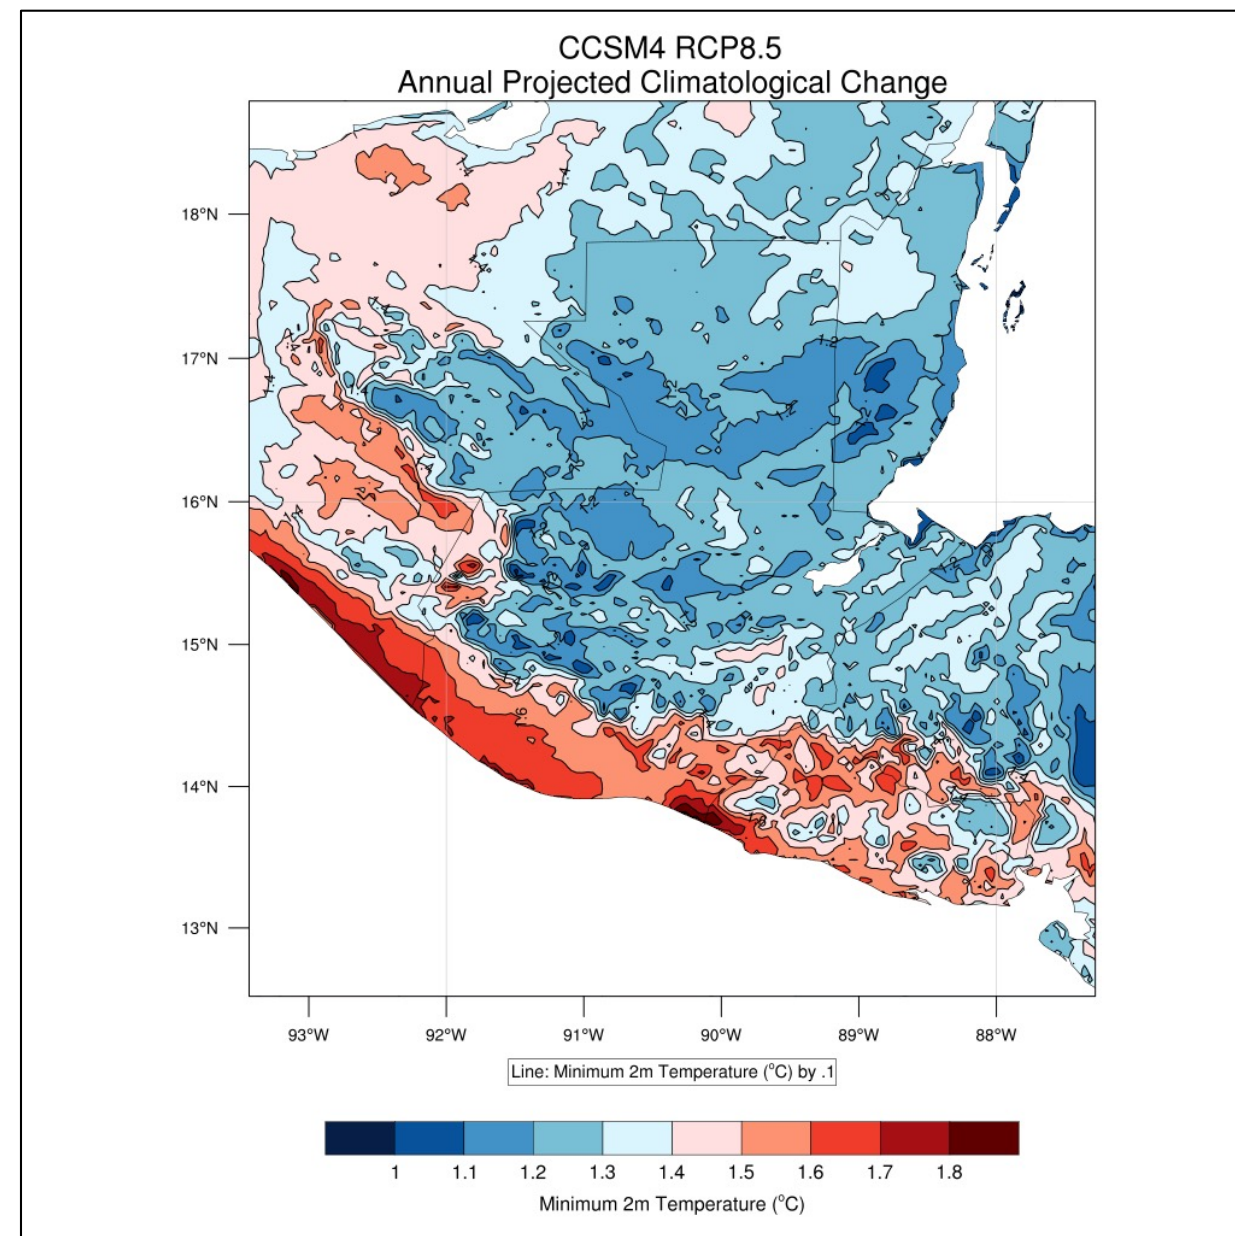 CCSM4 RCP8.5
Annual Projected Climatological Change
18°N
17°N
16°N
15°N
14°N
13°N
93°W 92°W 91°W 90°W 89°W 88°W
Line: Minimum 2m Temperature (°C) by .1
1 1.1 1.2 1.3 1.4 1.5 1.6 1.7 1.8
Minimum 2m Temperature (°C)